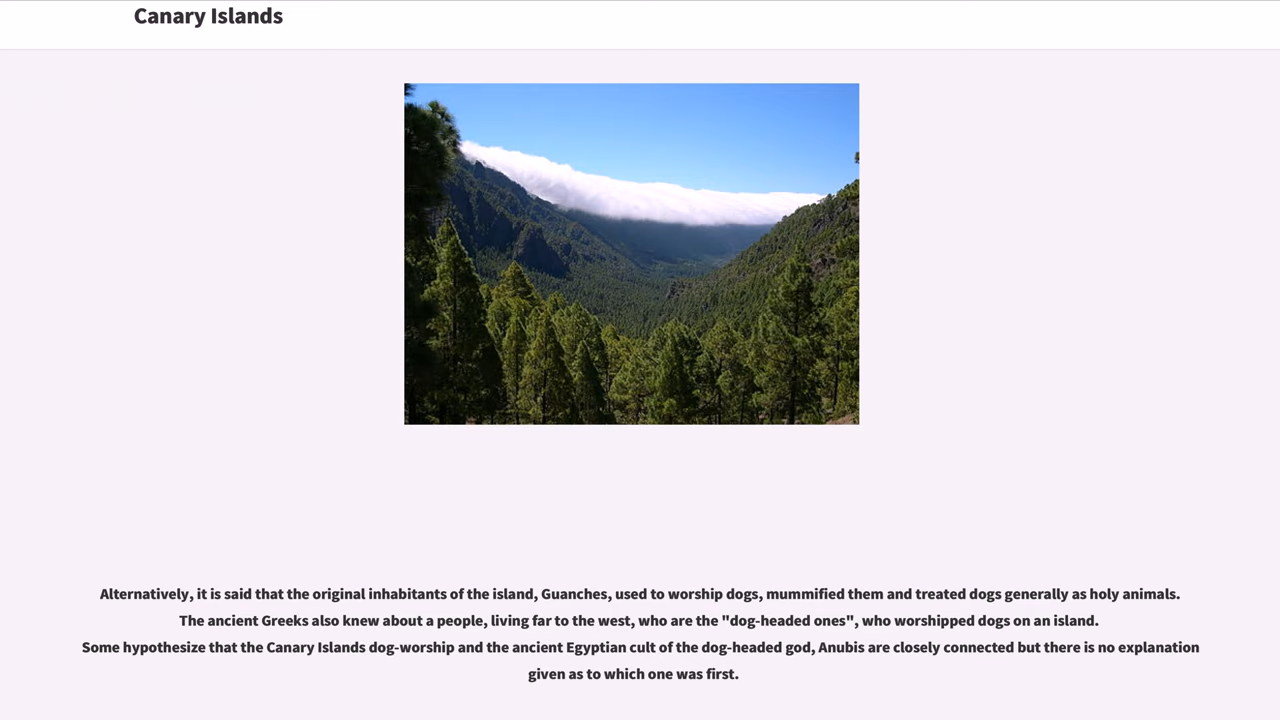 Canary Islands
Alternatively, it is said that the original inhabitants of the island, Guanches, used to worship dogs, mummified them and treated dogs generally as holy animals.
The ancient Greeks also knew about a people, living far to the west, who are the "dog-headed ones", who worshipped dogs on an island.
Some hypothesize that the Canary Islands dog-worship and the ancient Egyptian cult of the dog-headed god, Anubis are closely connected but there is no explanation
given as to which one was first.